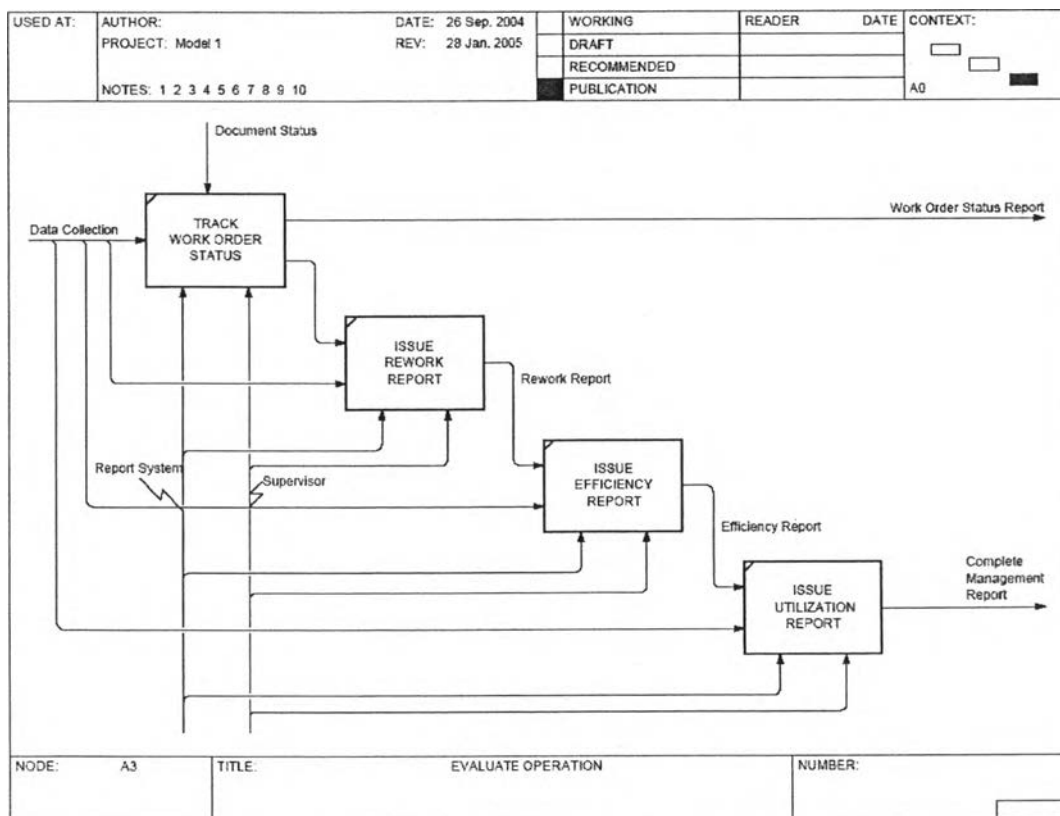 USED AT:
AUTHOR:
DATE: 26 Sep. 2004
PROJECT: Model 1
REV: 28 Jan. 2005
NOTES: 1 2 3 4 5 6 7 8 9 10
WORKING
DRAFT
RECOMMENDED
PUBLICATION
READER DATE
CONTEXT:
A0
Document Status
Data Collection
TRACK
WORK ORDER
STATUS
Work Order Status Report
ISSUE
REWORK
REPORT
Rework Report
Report System
Supervisor
ISSUE
EFFICIENCY
REPORT
Efficiency Report
ISSUE
UTILIZATION
REPORT
Complete
Management
Report
NODE: A3
TITLE: EVALUATE OPERATION
NUMBER: